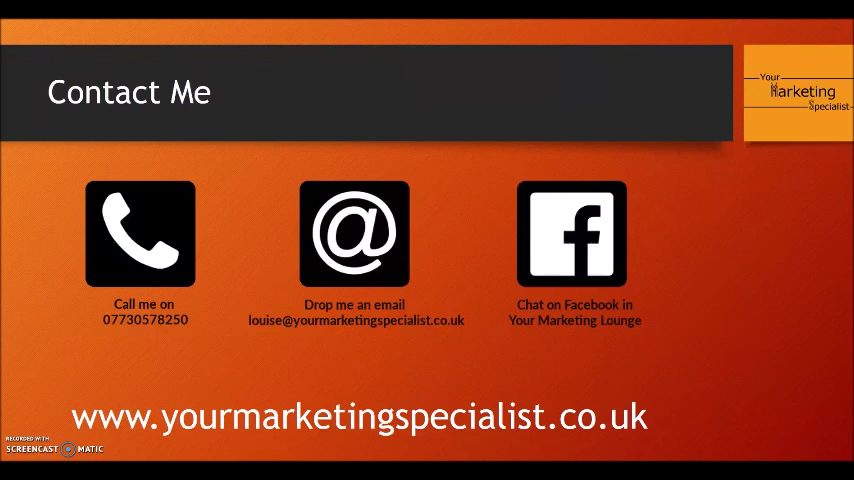 Contact Me
Your
Marketing
Specialist
Call me on
07730578250
Drop me an email
louise@yourmarketingspecialist.co.uk
Chat on Facebook in
Your Marketing Lounge
www.yourmarketingspecialist.co.uk
RECORDED WITH
SCREENCAST MATIC